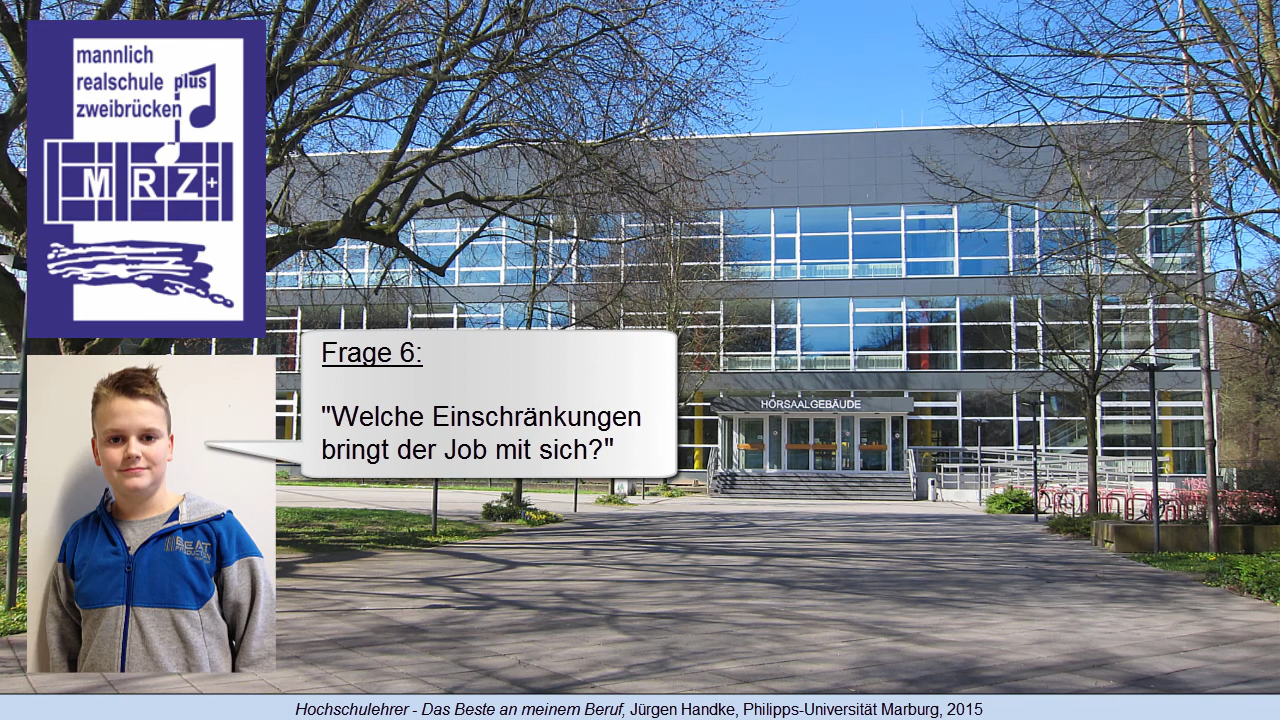 mannlich
realschule plus
zweibrücken
MRZ+
Frage 6:
"Welche Einschränkungen
bringt der Job mit sich?"
HÖRSAALGEBÄUDE
BEAT
PRODUCTION
Hochschulehrer - Das Beste an meinem Beruf, Jürgen Handke, Philipps-Universität Marburg, 2015